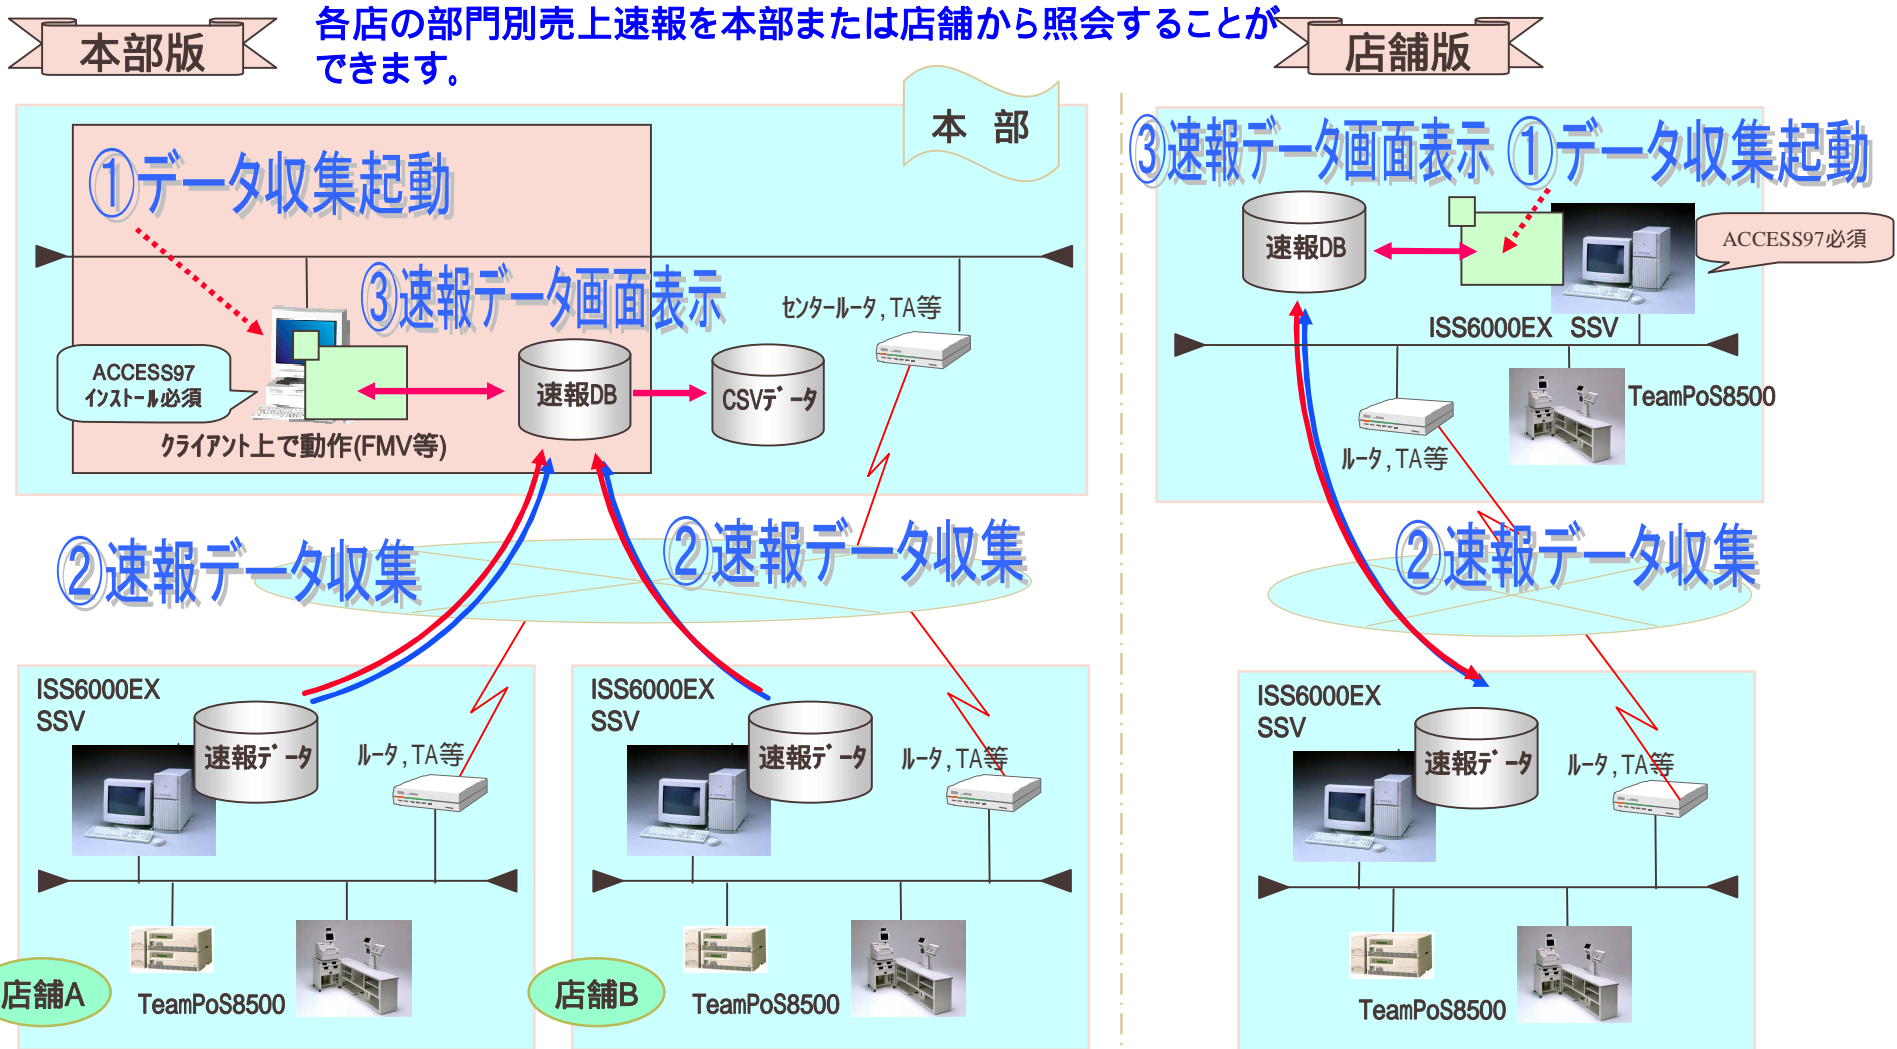 本部版
各店の部門別売上速報を本部または店舗から照会することが
できます。
店舗版
本 部
①データ収集起動
③速報データ画面表示
センタールータ,TA等
ACCESS97
インストール必須
速報DB
CSVデータ
クライアント上で動作(FMV等)
②速報データ収集
②速報データ収集
ISS6000EX
SSV
速報データ
ルータ,TA等
店舗A
TeamPoS8500
ISS6000EX
SSV
速報データ
ルータ,TA等
店舗B
TeamPoS8500
③速報データ画面表示
①データ収集起動
速報DB
ACCESS97必須
ISS6000EX SSV
TeamPoS8500
ルータ,TA等
②速報データ収集
ISS6000EX
SSV
速報データ
ルータ,TA等
TeamPoS8500